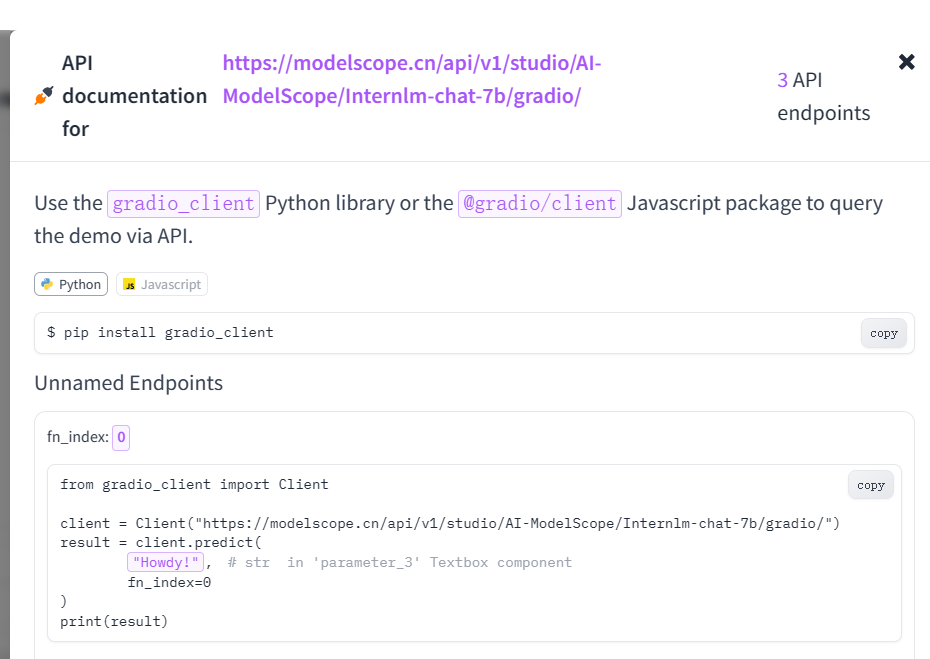 API documentation for
https://modelscope.cn/api/v1/studio/AI-ModelScope/Internlm-chat-7b/gradio/
3 API endpoints
Use the gradio_client Python library or the @gradio/client Javascript package to query
the demo via API.
Python
JS Javascript
$ pip install gradio_client
copy
Unnamed Endpoints
fn_index: 0
from gradio_client import Client
copy
client = Client("https://modelscope.cn/api/v1/studio/AI-ModelScope/Internlm-chat-7b/gradio/")
result = client.predict(
"Howdy!", # str in 'parameter_3' Textbox component
fn_index=0
)
print(result)